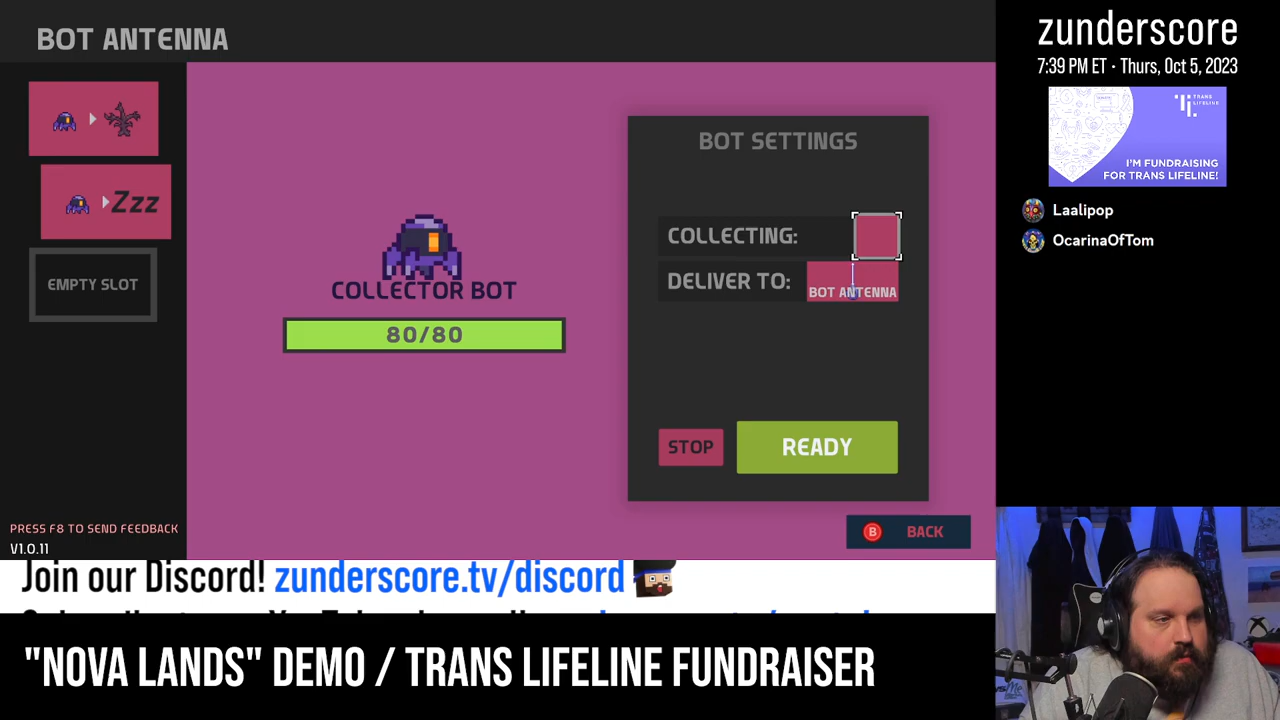 BOT ANTENNA
Zzz
EMPTY SLOT
COLLECTOR BOT
80/80
BOT SETTINGS
COLLECTING:
DELIVER TO:
BOT ANTENNA
STOP
READY
B BACK
PRESS F8 TO SEND FEEDBACK
V1.0.11
zunderscore
7:39 PM ET · Thurs, Oct 5, 2023
TRANS
LIFELINE
I'M FUNDRAISING
FOR TRANS LIFELINE!
Laalipop
OcarinaOfTom
Join our Discord! zunderscore.tv/discord
"NOVA LANDS" DEMO / TRANS LIFELINE FUNDRAISER